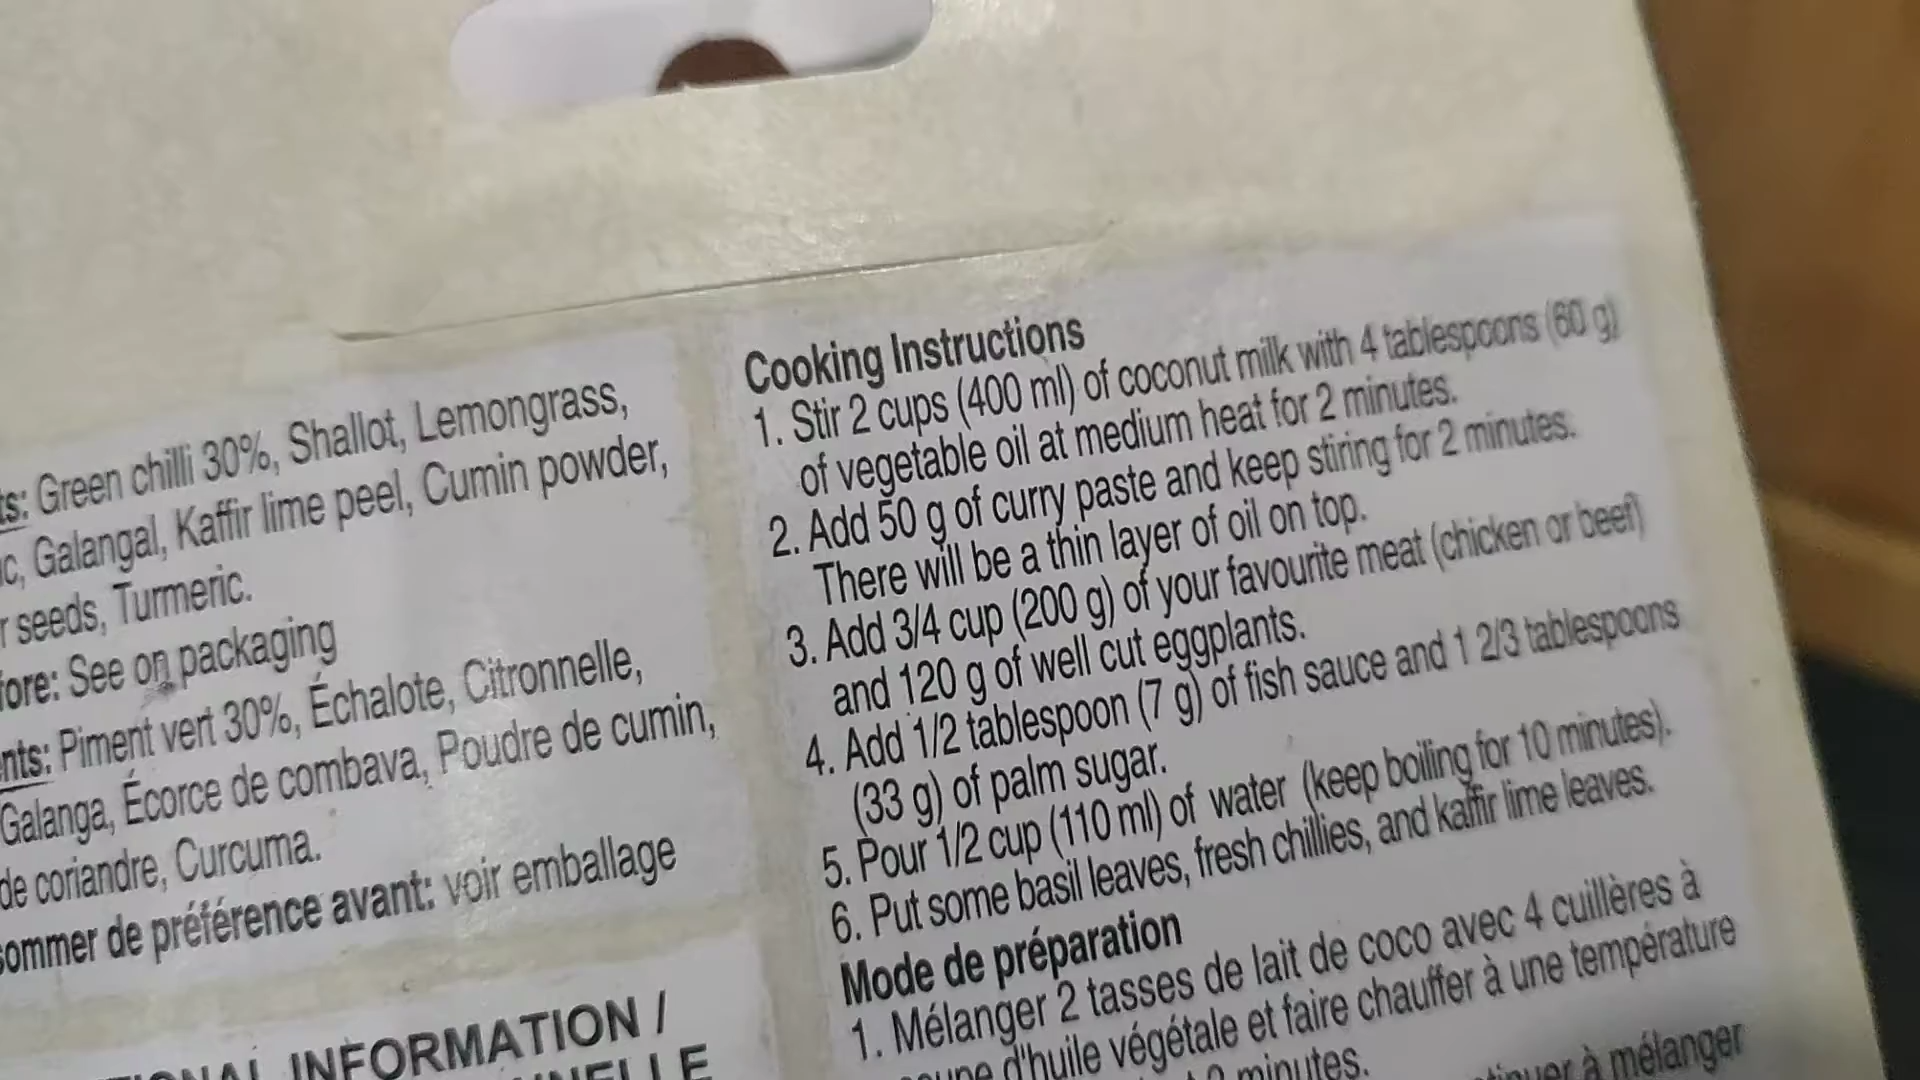 ts: Green chilli 30%, Shallot, Lemongrass,
c, Galangal, Kaffir lime peel, Cumin powder,
r seeds, Turmeric.
fore: See on packaging
nts: Piment vert 30%, Échalote, Citronnelle,
Galanga, Écorce de combava, Poudre de cumin,
de coriandre, Curcuma.
sommer de préférence avant: voir emballage
INFORMATION /
Cooking Instructions
1. Stir 2 cups (400 ml) of coconut milk with 4 tablespoons (60 g)
of vegetable oil at medium heat for 2 minutes.
2. Add 50 g of curry paste and keep stiring for 2 minutes.
There will be a thin layer of oil on top.
3. Add 3/4 cup (200 g) of your favourite meat (chicken or beef)
and 120 g of well cut eggplants.
4. Add 1/2 tablespoon (7 g) of fish sauce and 1 2/3 tablespoons
(33 g) of palm sugar.
5. Pour 1/2 cup (110 ml) of water (keep boiling for 10 minutes).
6. Put some basil leaves, fresh chillies, and kaffir lime leaves.
Mode de préparation
1. Mélanger 2 tasses de lait de coco avec 4 cuillères à
d'huile végétale et faire chauffer à une température
minutes.
à mélanger